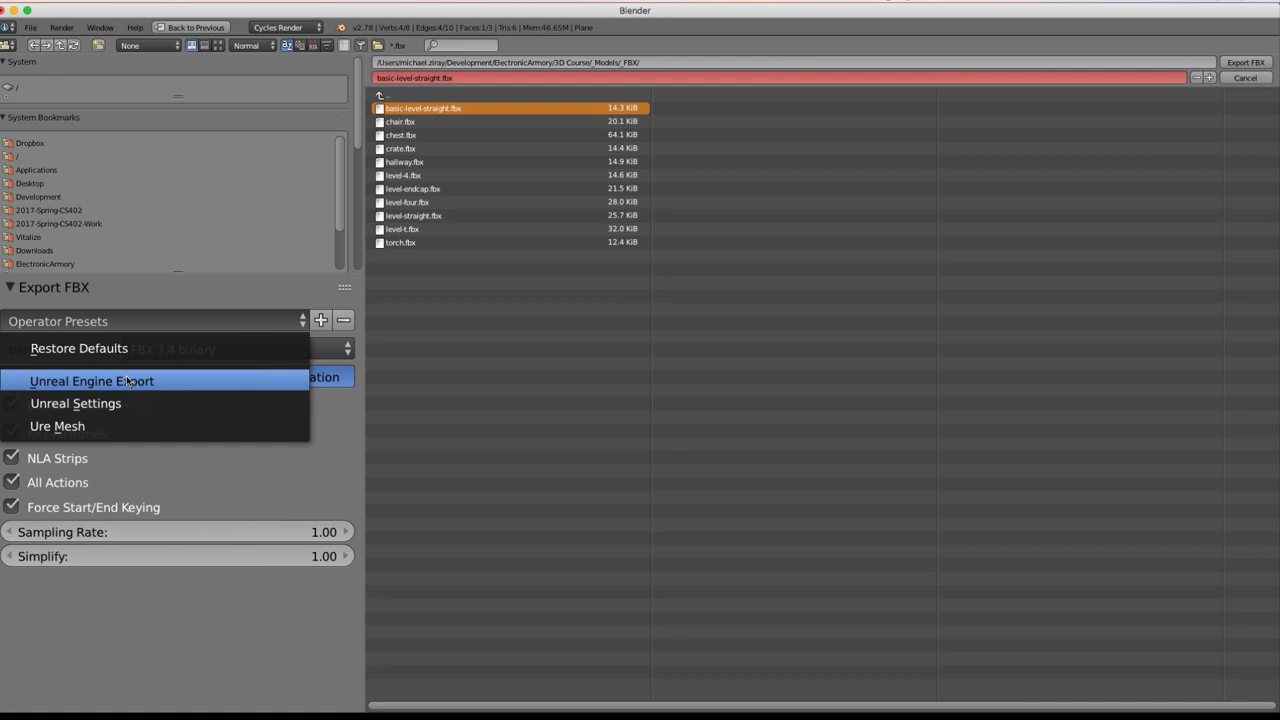 Blender
File Render Window Help Back to Previous Cycles Render v2.78 | Verts:4/8 | Edges:4/10 | Faces:1/3 | Tris:6 | Mem:46.65M | Plane
None Normal *.fbx
System
/
System Bookmarks
Dropbox
/
Applications
Desktop
Development
2017-Spring-CS402
2017-Spring-CS402-Work
Vitalize
Downloads
ElectronicArmory
Export FBX
Operator Presets
Restore Defaults
FBX 7.4 binary
Unreal Engine Export
ation
Unreal Settings
Ure Mesh
NLA Strips
All Actions
Force Start/End Keying
Sampling Rate: 1.00
Simplify: 1.00
/Users/michael.ziray/Development/ElectronicArmory/3D Course/_Models/_FBX/ Export FBX
basic-level-straight.fbx Cancel
..
basic-level-straight.fbx 14.3 KiB
chair.fbx 20.1 KiB
chest.fbx 64.1 KiB
crate.fbx 14.4 KiB
hallway.fbx 14.9 KiB
level-4.fbx 14.6 KiB
level-endcap.fbx 21.5 KiB
level-four.fbx 28.0 KiB
level-straight.fbx 25.7 KiB
level-t.fbx 32.0 KiB
torch.fbx 12.4 KiB